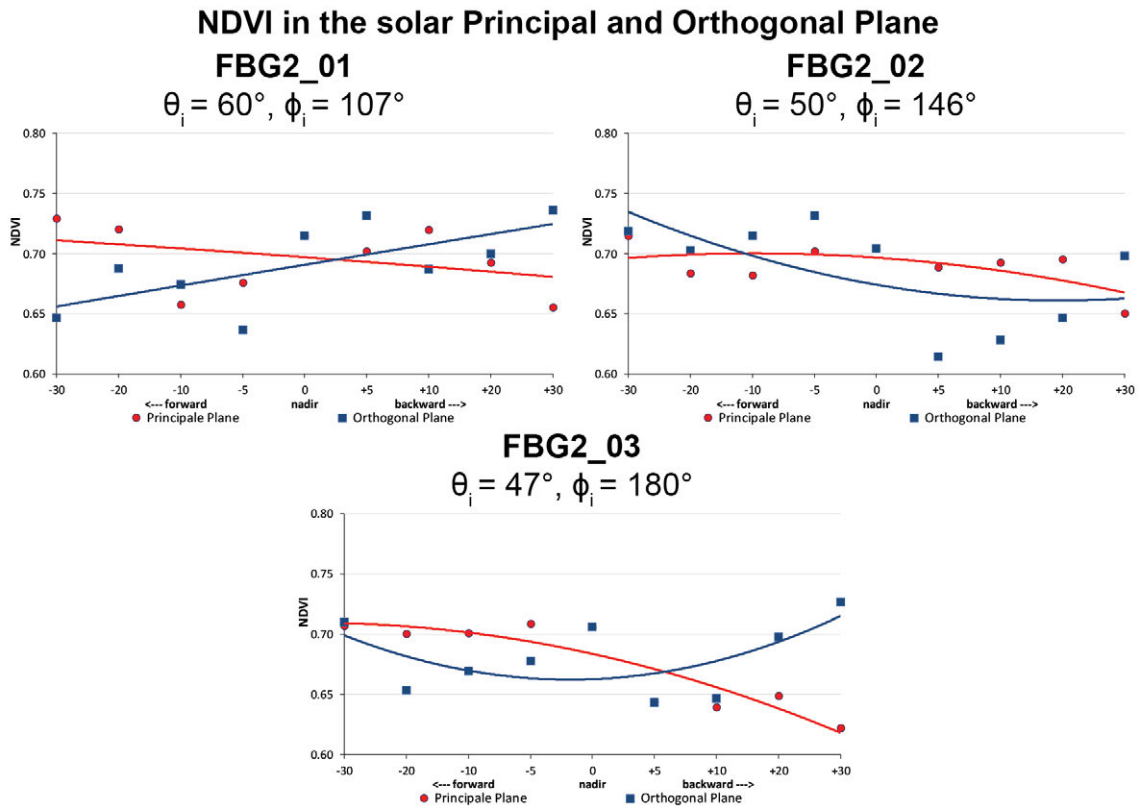 NDVI in the solar Principal and Orthogonal Plane
FBG2_01
θi = 60°, ϕi = 107°
NDVI
0.80
0.75
0.70
0.65
0.60
-30 -20 -10 -5 0 +5 +10 +20 +30
<--- forward nadir backward --->
Principale Plane Orthogonal Plane
FBG2_02
θi = 50°, ϕi = 146°
NDVI
0.80
0.75
0.70
0.65
0.60
-30 -20 -10 -5 0 +5 +10 +20 +30
<--- forward nadir backward --->
Principale Plane Orthogonal Plane
FBG2_03
θi = 47°, ϕi = 180°
NDVI
0.80
0.75
0.70
0.65
0.60
-30 -20 -10 -5 0 +5 +10 +20 +30
<--- forward nadir backward --->
Principale Plane Orthogonal Plane